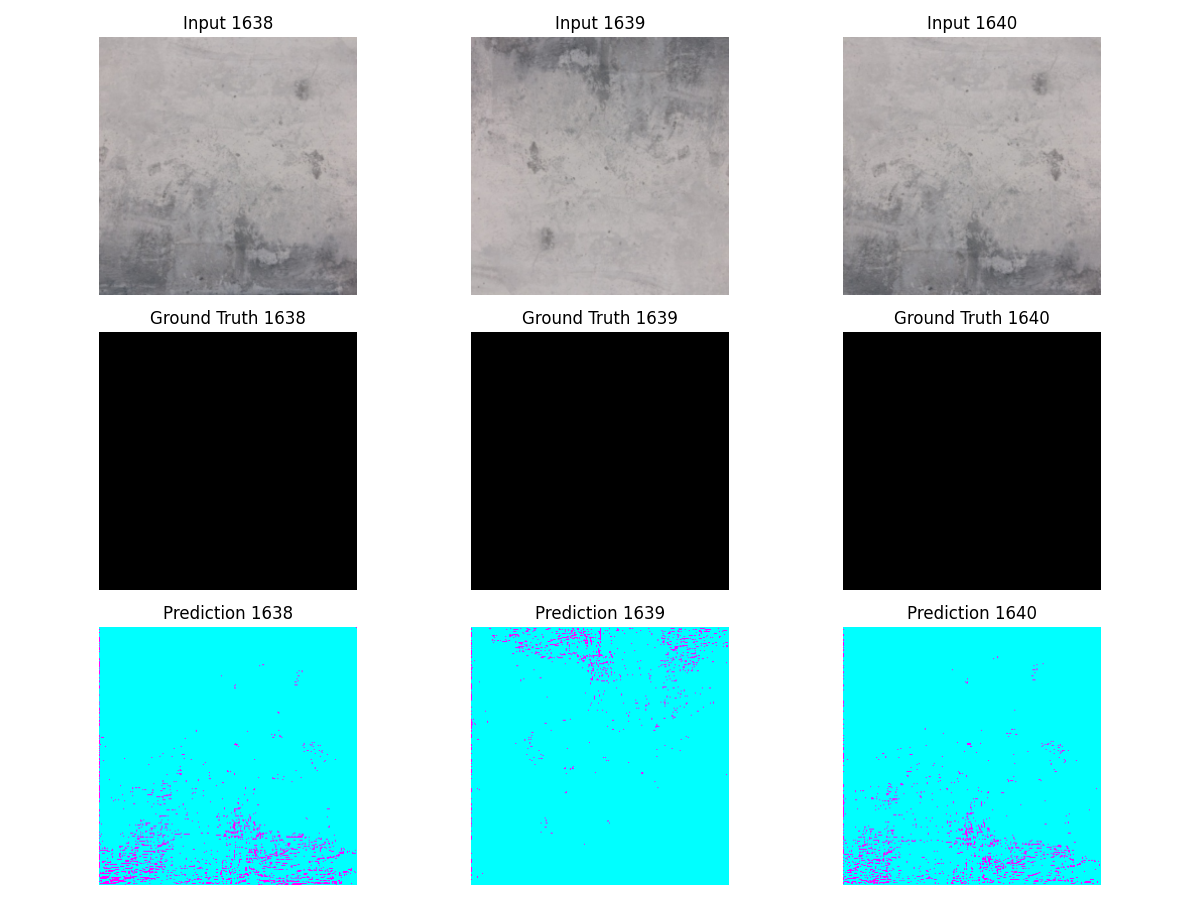 Input 1638
Input 1639
Input 1640
Ground Truth 1638
Ground Truth 1639
Ground Truth 1640
Prediction 1638
Prediction 1639
Prediction 1640